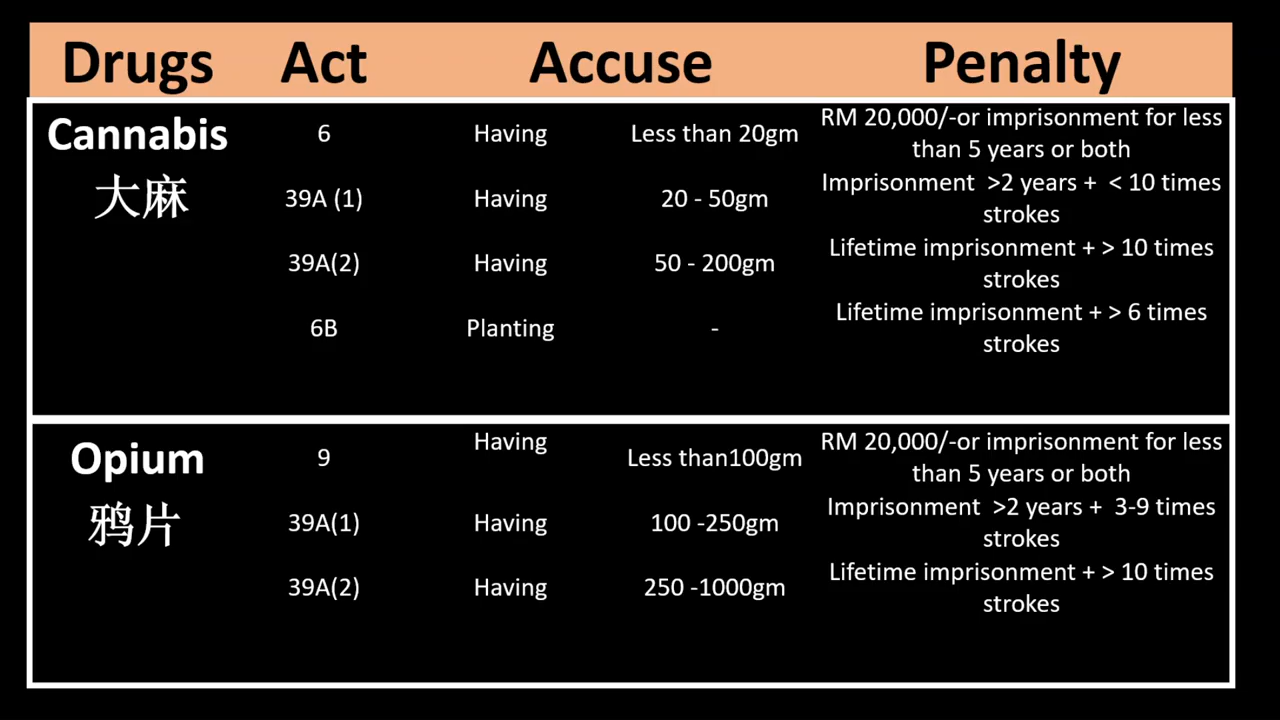 Drugs Act Accuse Penalty
Cannabis
大麻
6 Having Less than 20gm RM 20,000/-or imprisonment for less
than 5 years or both
39A (1) Having 20 - 50gm Imprisonment >2 years + < 10 times
strokes
39A(2) Having 50 - 200gm Lifetime imprisonment + > 10 times
strokes
6B Planting - Lifetime imprisonment + > 6 times
strokes
Opium
鸦片
9 Having Less than100gm RM 20,000/-or imprisonment for less
than 5 years or both
39A(1) Having 100 -250gm Imprisonment >2 years + 3-9 times
strokes
39A(2) Having 250 -1000gm Lifetime imprisonment + > 10 times
strokes